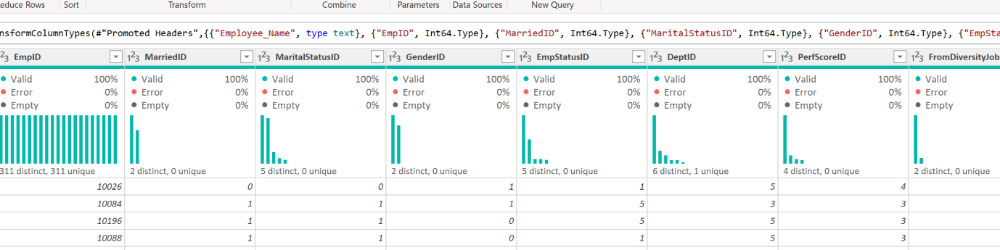 educe Rows Sort Transform Combine Parameters Data Sources New Query
nsformColumnTypes(#"Promoted Headers",{{"Employee_Name", type text}, {"EmpID", Int64.Type}, {"MarriedID", Int64.Type}, {"MaritalStatusID", Int64.Type}, {"GenderID", Int64.Type}, {"EmpSta
1²3 EmpID 1²3 MarriedID 1²3 MaritalStatusID 1²3 GenderID 1²3 EmpStatusID 1²3 DeptID 1²3 PerfScoreID 1²3 FromDiversityJob
Valid 100% Valid 100% Valid 100% Valid 100% Valid 100% Valid 100% Valid 100% Valid
Error 0% Error 0% Error 0% Error 0% Error 0% Error 0% Error 0% Error
Empty 0% Empty 0% Empty 0% Empty 0% Empty 0% Empty 0% Empty 0% Empty
311 distinct, 311 unique 2 distinct, 0 unique 5 distinct, 0 unique 2 distinct, 0 unique 5 distinct, 0 unique 6 distinct, 1 unique 4 distinct, 0 unique 2 distinct, 0 unique
10026 0 0 1 1 5 4
10084 1 1 1 5 3 3
10196 1 1 0 5 5 3
10088 1 1 0 1 5 3